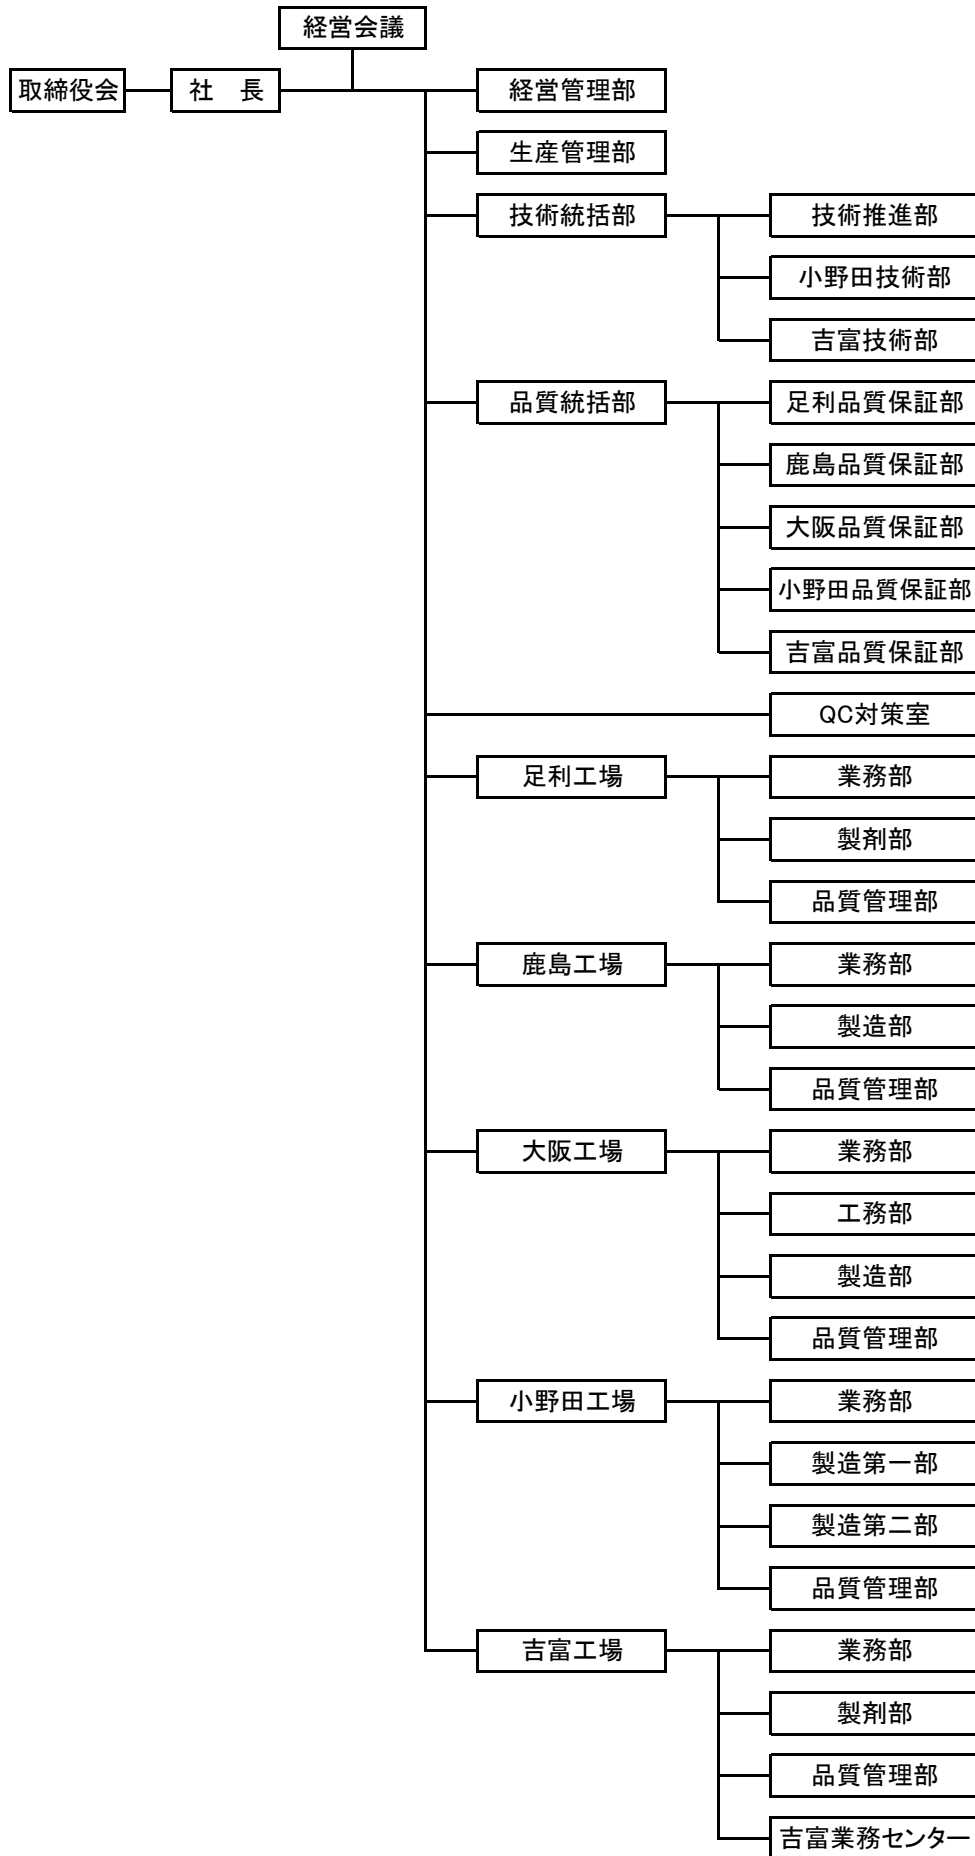 経営会議
取締役会 社　長 経営管理部
生産管理部
技術統括部 技術推進部
小野田技術部
吉富技術部
品質統括部 足利品質保証部
鹿島品質保証部
大阪品質保証部
小野田品質保証部
吉富品質保証部
QC対策室
足利工場 業務部
製剤部
品質管理部
鹿島工場 業務部
製造部
品質管理部
大阪工場 業務部
工務部
製造部
品質管理部
小野田工場 業務部
製造第一部
製造第二部
品質管理部
吉富工場 業務部
製剤部
品質管理部
吉富業務センター